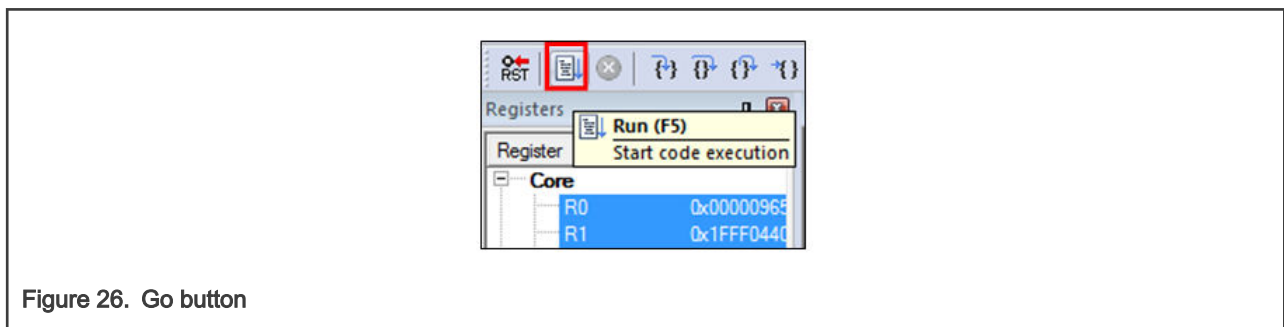 RST {} {} {} {}
Registers
Run (F5)
Register Start code execution
Core
R0 0x00000965
R1 0x1FFF0440
Figure 26. Go button